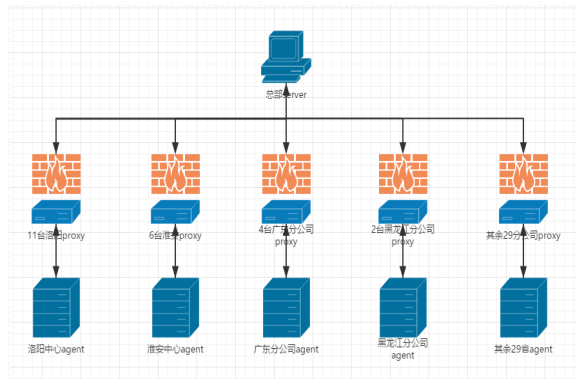 总部server
11台洛阳proxy
6台淮安proxy
4台广东分公司
proxy
2台黑龙江分公司
proxy
其余29分公司proxy
洛阳中心agent
淮安中心agent
广东分公司agent
黑龙江分公司
agent
其余29省agent